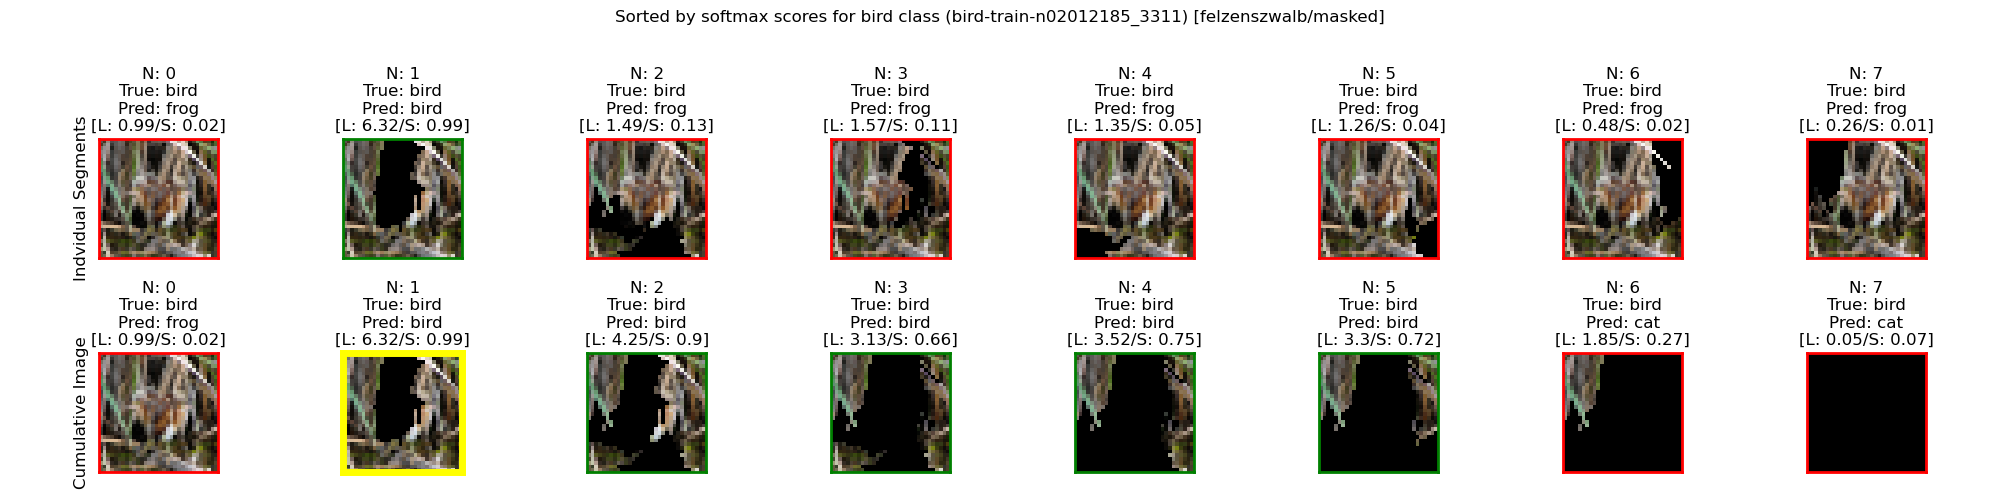 Sorted by softmax scores for bird class (bird-train-n02012185_3311) [felzenszwalb/masked]
Indvidual Segments
N: 0
True: bird
Pred: frog
[L: 0.99/S: 0.02]
N: 1
True: bird
Pred: bird
[L: 6.32/S: 0.99]
N: 2
True: bird
Pred: frog
[L: 1.49/S: 0.13]
N: 3
True: bird
Pred: frog
[L: 1.57/S: 0.11]
N: 4
True: bird
Pred: frog
[L: 1.35/S: 0.05]
N: 5
True: bird
Pred: frog
[L: 1.26/S: 0.04]
N: 6
True: bird
Pred: frog
[L: 0.48/S: 0.02]
N: 7
True: bird
Pred: frog
[L: 0.26/S: 0.01]
Cumulative Image
N: 0
True: bird
Pred: frog
[L: 0.99/S: 0.02]
N: 1
True: bird
Pred: bird
[L: 6.32/S: 0.99]
N: 2
True: bird
Pred: bird
[L: 4.25/S: 0.9]
N: 3
True: bird
Pred: bird
[L: 3.13/S: 0.66]
N: 4
True: bird
Pred: bird
[L: 3.52/S: 0.75]
N: 5
True: bird
Pred: bird
[L: 3.3/S: 0.72]
N: 6
True: bird
Pred: cat
[L: 1.85/S: 0.27]
N: 7
True: bird
Pred: cat
[L: 0.05/S: 0.07]